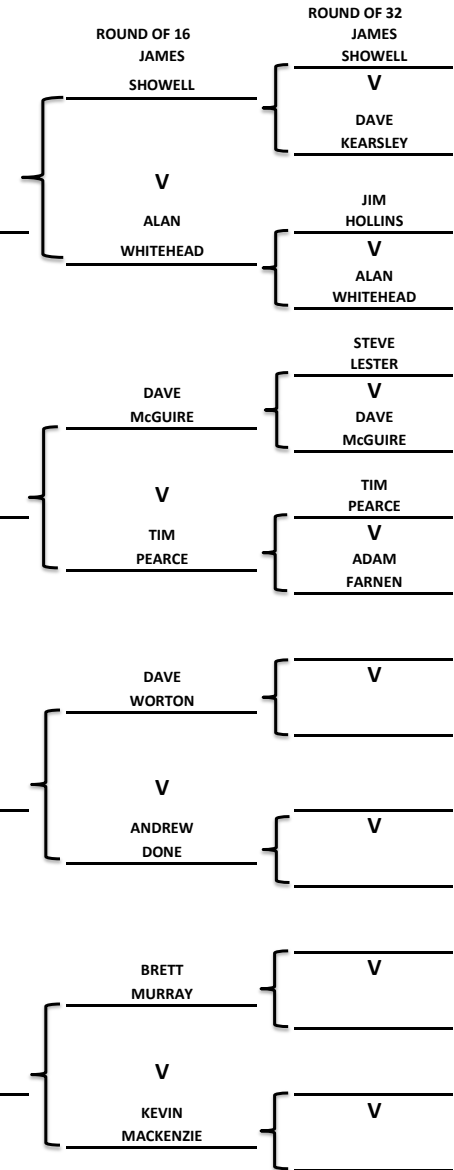 ROUND OF 16
JAMES
SHOWELL
V
ALAN
WHITEHEAD
DAVE
McGUIRE
V
TIM
PEARCE
DAVE
WORTON
V
ANDREW
DONE
BRETT
MURRAY
V
KEVIN
MACKENZIE
ROUND OF 32
JAMES
SHOWELL
V
DAVE
KEARSLEY
JIM
HOLLINS
V
ALAN
WHITEHEAD
STEVE
LESTER
V
DAVE
McGUIRE
TIM
PEARCE
V
ADAM
FARNEN
V
V
V
V